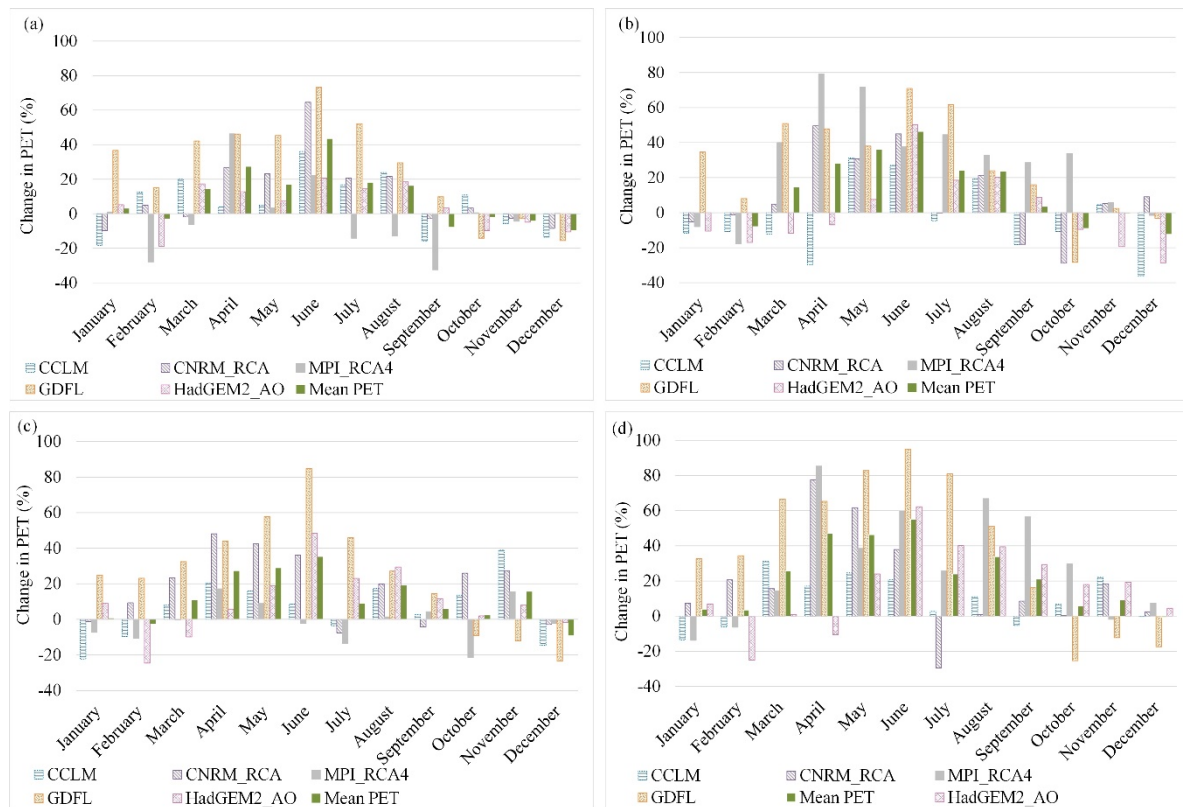 (a)
Change in PET (%)
100
80
60
40
20
0
-20
-40
January February March April May June July August September October November December
CCLM CNRM_RCA MPI_RCA4
GDFL HadGEM2_AO Mean PET
(b)
Change in PET (%)
100
80
60
40
20
0
-20
-40
January February March April May June July August September October November December
CCLM CNRM_RCA MPI_RCA4
GDFL HadGEM2_AO Mean PET
(c)
Change in PET (%)
100
80
60
40
20
0
-20
-40
January February March April May June July August September October November December
CCLM CNRM_RCA MPI_RCA4
GDFL HadGEM2_AO Mean PET
(d)
Change in PET (%)
100
80
60
40
20
0
-20
-40
January February March April May June July August September October November December
CCLM CNRM_RCA MPI_RCA4
GDFL Mean PET HadGEM2_AO